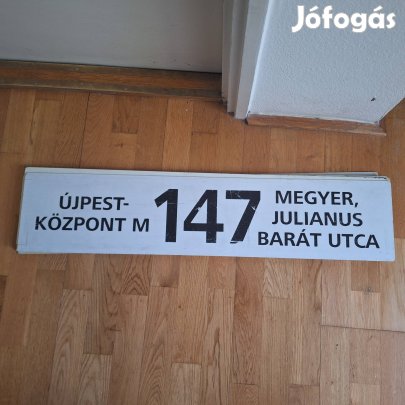 Jófogás
ÚJPEST-
KÖZPONT M
147
MEGYER,
JULIANUS
BARÁT UTCA